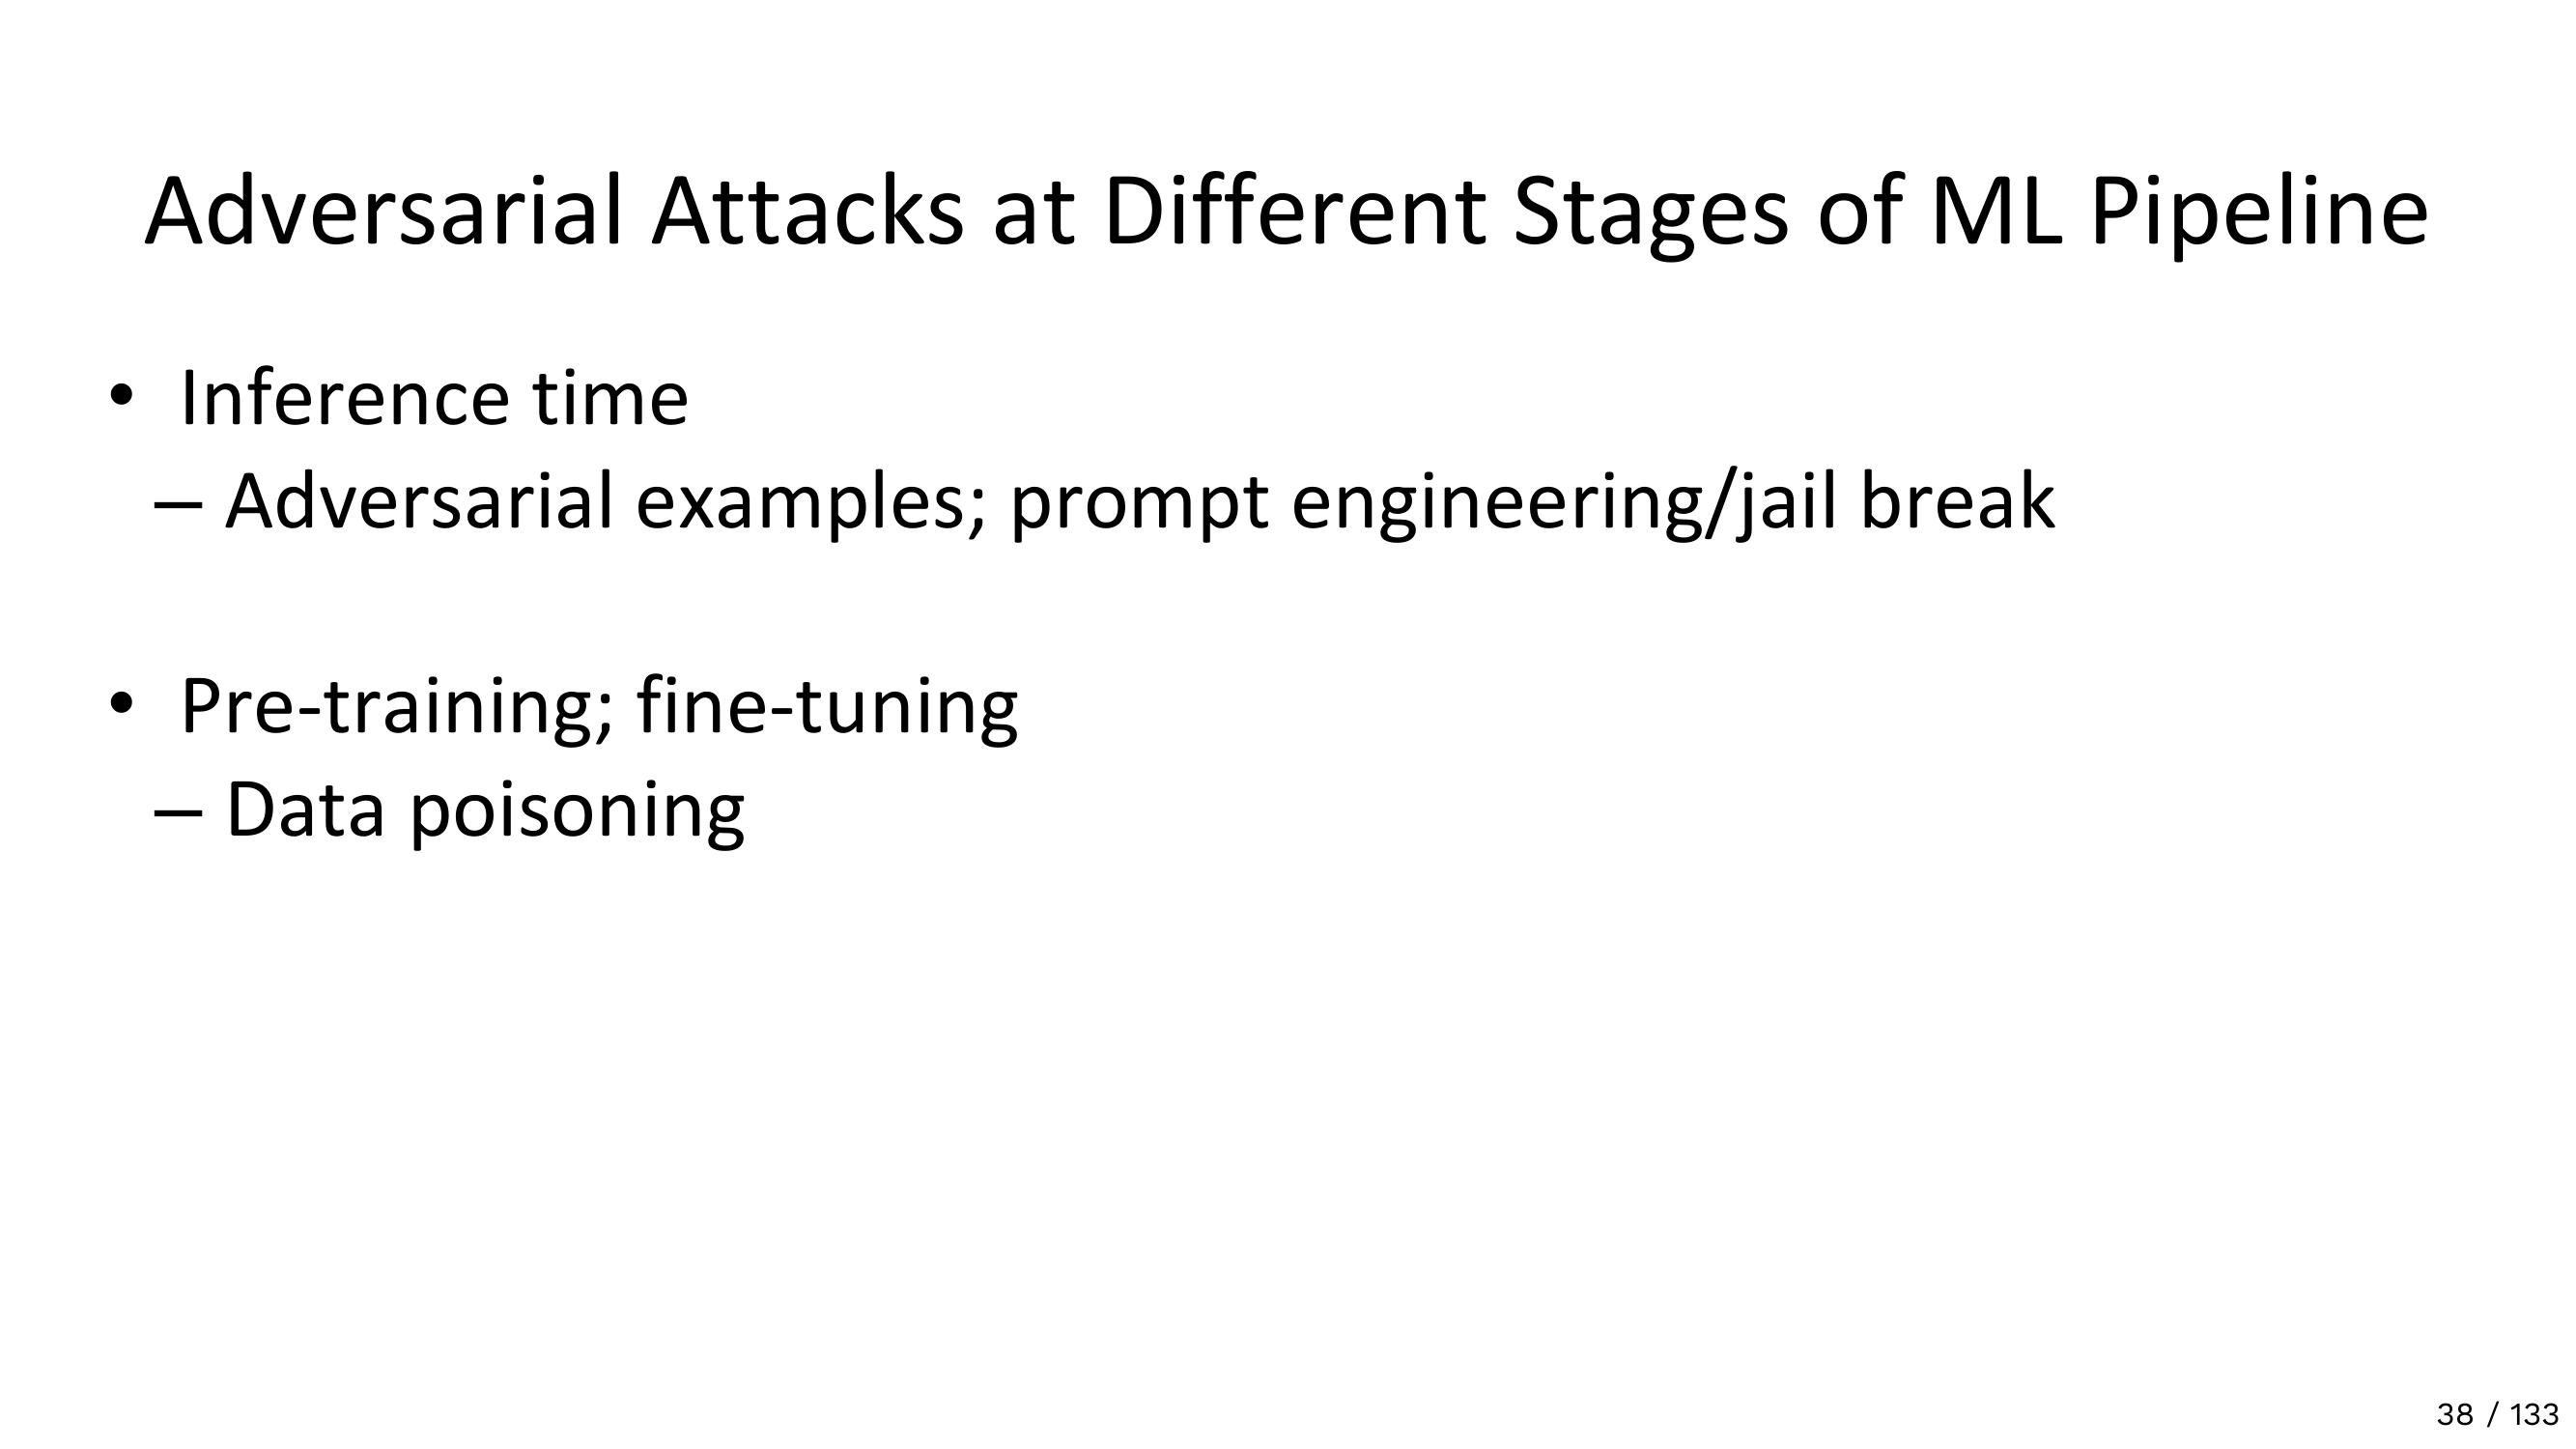 Adversarial Attacks at Different Stages of ML Pipeline
• Inference time
– Adversarial examples; prompt engineering/jail break
• Pre-training; fine-tuning
– Data poisoning
38 / 133